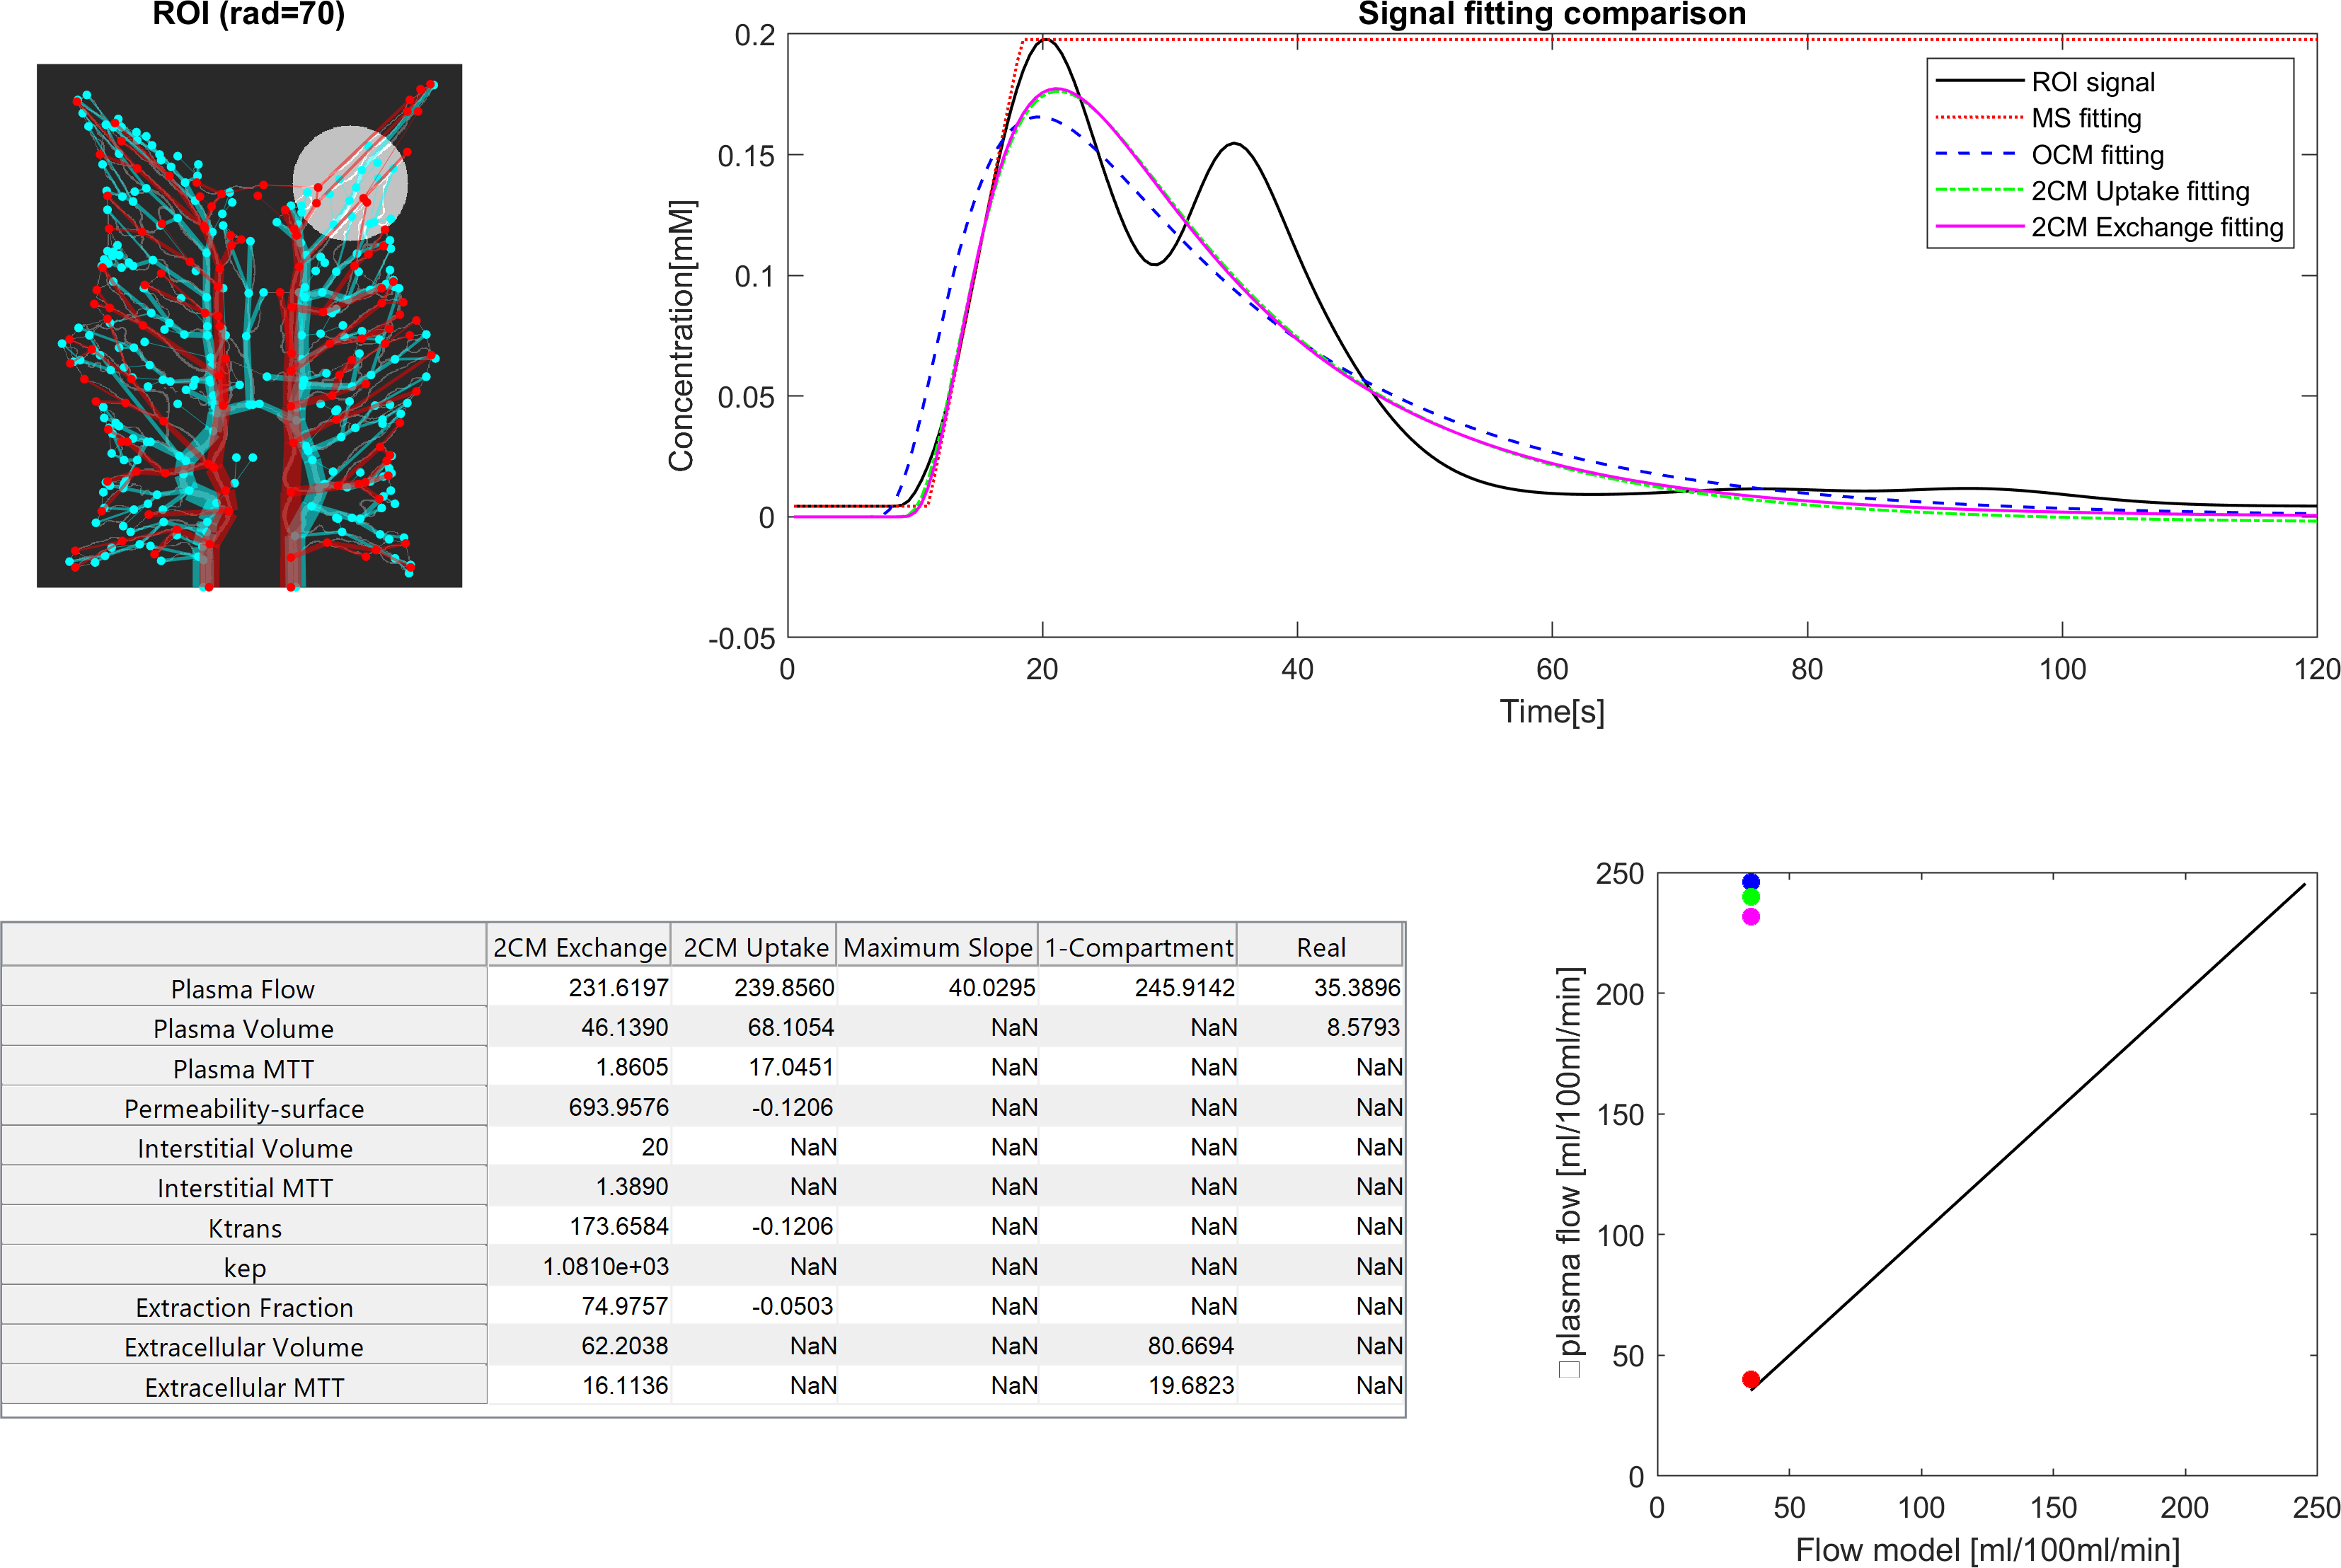 ROI (rad=70)
Signal fitting comparison
0.2
0.15
0.1
0.05
0
-0.05
Concentration[mM]
0 20 40 60 80 100 120
Time[s]
ROI signal
MS fitting
OCM fitting
2CM Uptake fitting
2CM Exchange fitting
2CM Exchange 2CM Uptake Maximum Slope 1-Compartment Real
Plasma Flow 231.6197 239.8560 40.0295 245.9142 35.3896
Plasma Volume 46.1390 68.1054 NaN NaN 8.5793
Plasma MTT 1.8605 17.0451 NaN NaN NaN
Permeability-surface 693.9576 -0.1206 NaN NaN NaN
Interstitial Volume 20 NaN NaN NaN NaN
Interstitial MTT 1.3890 NaN NaN NaN NaN
Ktrans 173.6584 -0.1206 NaN NaN NaN
kep 1.0810e+03 NaN NaN NaN NaN
Extraction Fraction 74.9757 -0.0503 NaN NaN NaN
Extracellular Volume 62.2038 NaN NaN 80.6694 NaN
Extracellular MTT 16.1136 NaN NaN 19.6823 NaN
250
200
150
100
50
0
□plasma flow [ml/100ml/min]
0 50 100 150 200 250
Flow model [ml/100ml/min]